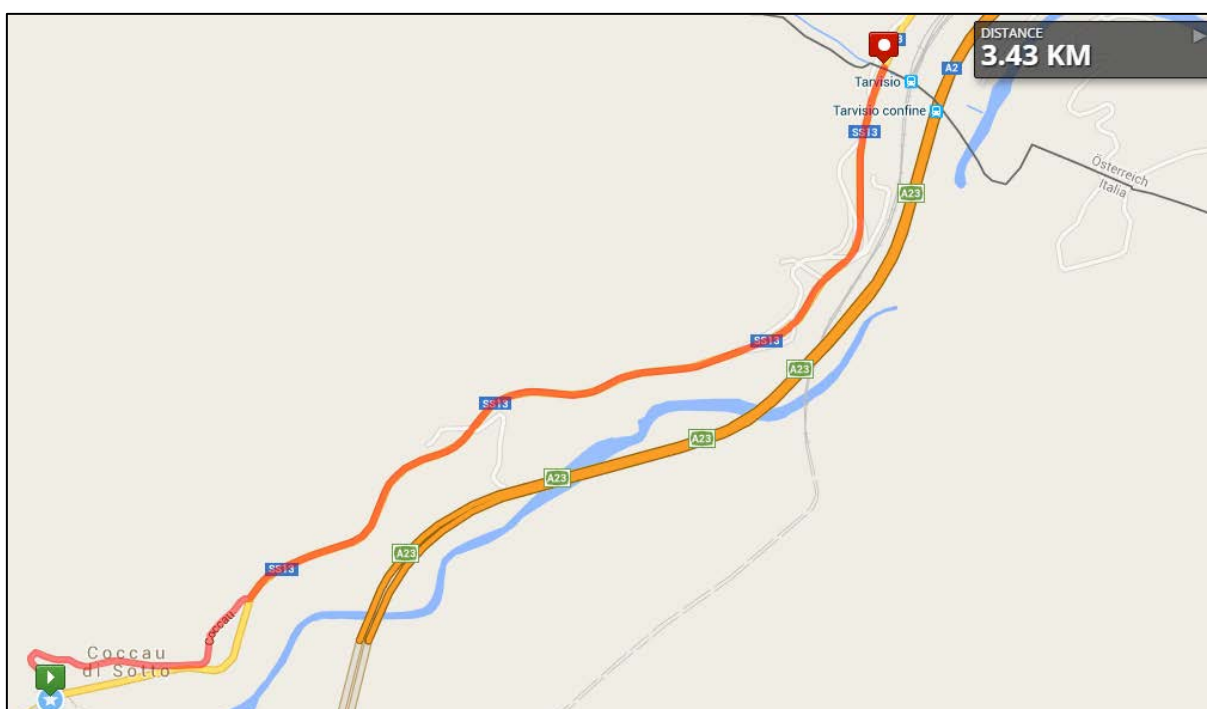 DISTANCE
3.43 KM
Tarvisio
A2
Tarvisio confine
SS13
Österreich
Italia
A23
SS13
A23
SS13
A23
A23
A23
SS13
Coccau
Coccau
di Sotto